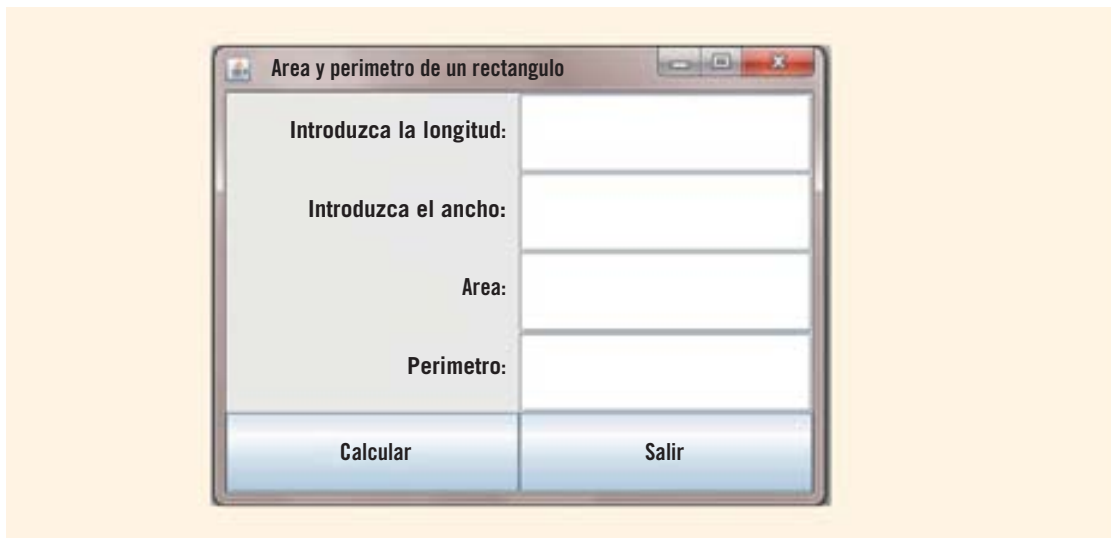 Area y perimetro de un rectangulo
Introduzca la longitud:
Introduzca el ancho:
Area:
Perimetro:
Calcular
Salir